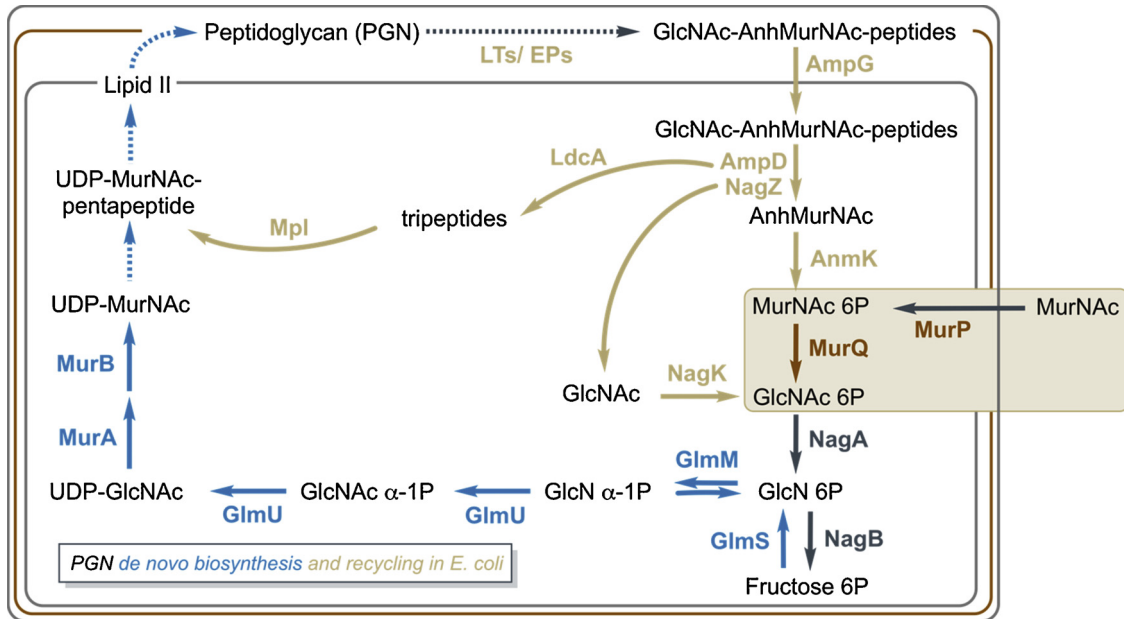 Peptidoglycan (PGN)
LTs/ EPs
GlcNAc-AnhMurNAc-peptides
AmpG
Lipid II
GlcNAc-AnhMurNAc-peptides
LdcA
AmpD
NagZ
UDP-MurNAc-
pentapeptide
Mpl
tripeptides
AnhMurNAc
AnmK
UDP-MurNAc
MurNAc 6P
MurP
MurNAc
MurQ
MurB
GlcNAc
NagK
GlcNAc 6P
MurA
NagA
GlmM
UDP-GlcNAc
GlmU
GlcNAc α-1P
GlmU
GlcN α-1P
GlcN 6P
GlmS
NagB
Fructose 6P
PGN de novo biosynthesis and recycling in E. coli